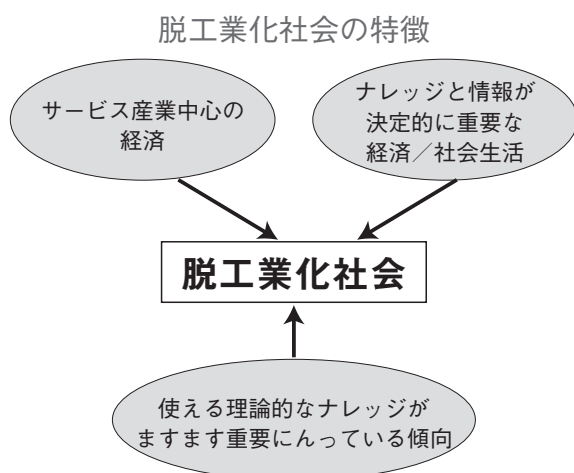 脱工業化社会の特徴
サービス産業中心の
経済
ナレッジと情報が
決定的に重要な
経済／社会生活
脱工業化社会
使える理論的なナレッジが
ますます重要にんっている傾向